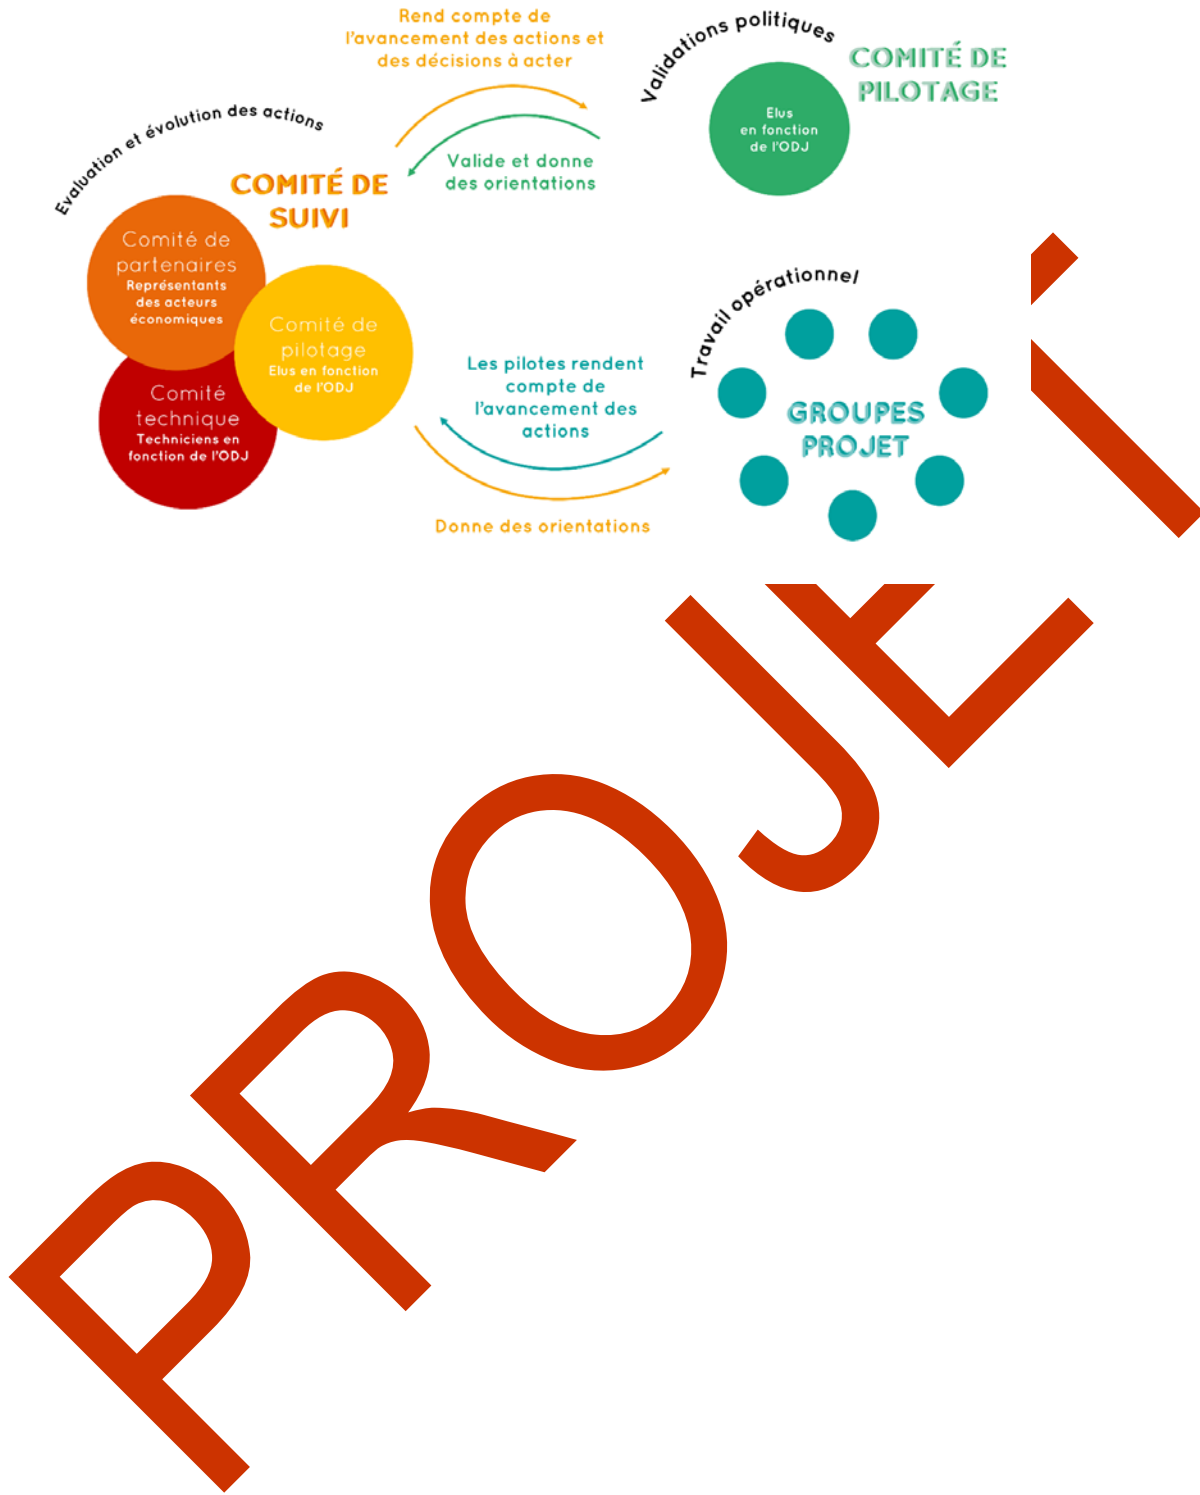 Rend compte de
l'avancement des actions et
des décisions à acter
Validations politiques
COMITÉ DE
PILOTAGE
Elus
en fonction
de l'ODJ
Evaluation et évolution des actions
Valide et donne
des orientations
COMITÉ DE
SUIVI
Comité de
partenaires
Représentants
des acteurs
économiques
Comité de
pilotage
Elus en fonction
de l'ODJ
Comité
technique
Techniciens en
fonction de l'ODJ
Travail opérationnel
Les pilotes rendent
compte de
l'avancement des
actions
GROUPES
PROJET
Donne des orientations
PROJET